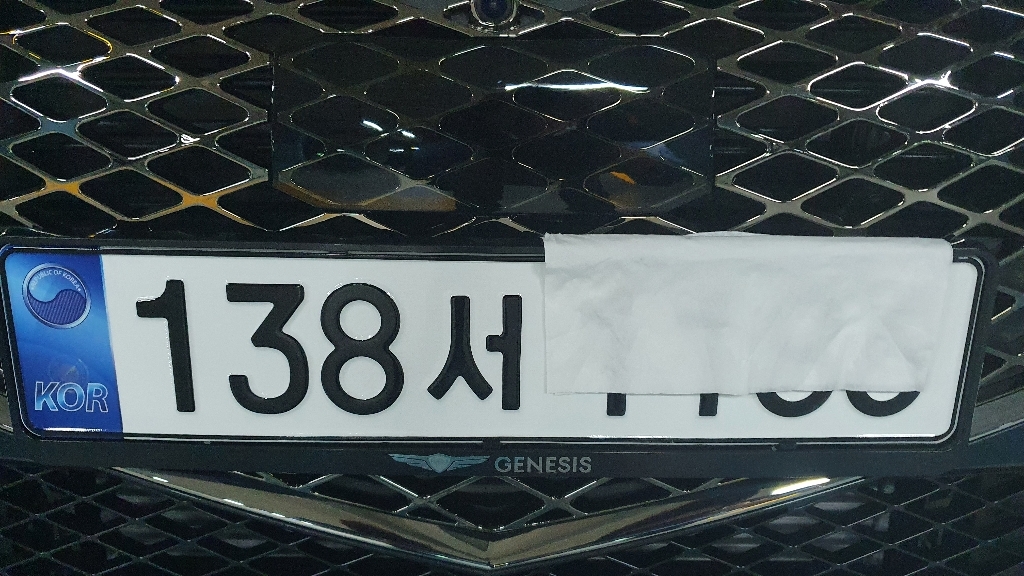 REPUBLIC OF KOREA
KOR
138서
GENESIS